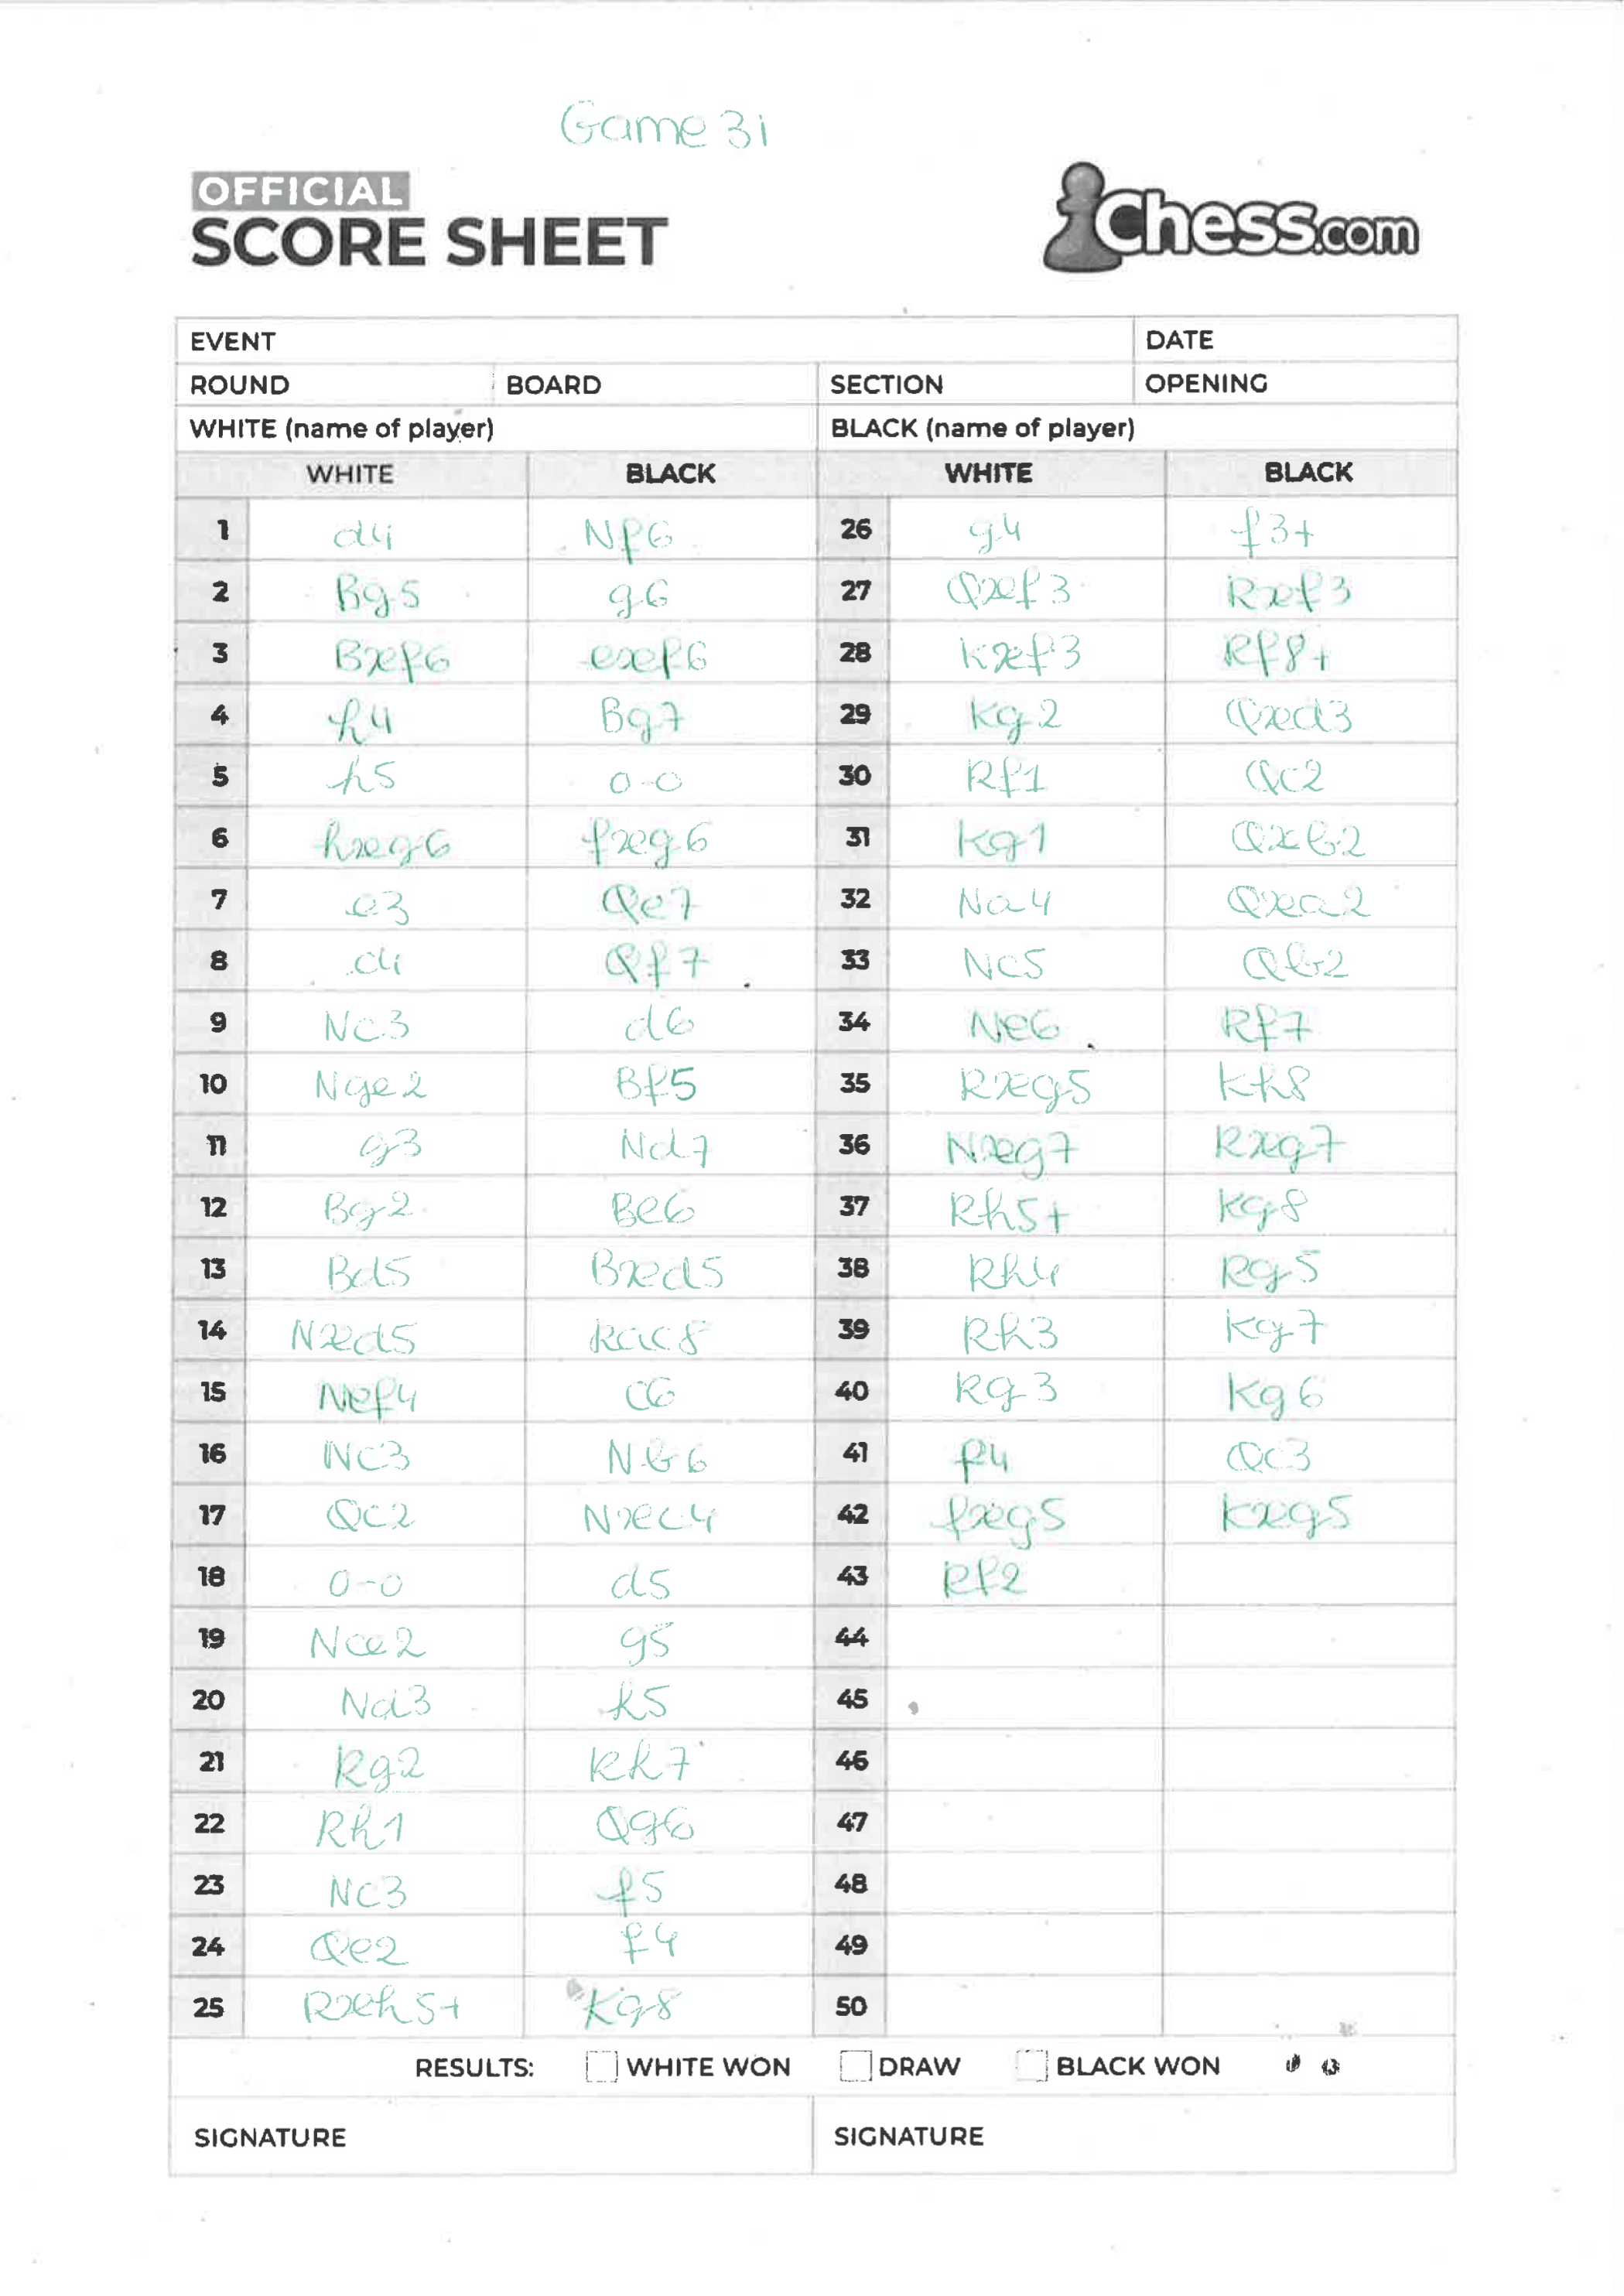 Game 31
OFFICIAL
SCORE SHEET
Chess.com
EVENT DATE
ROUND BOARD SECTION OPENING
WHITE (name of player) BLACK (name of player)
WHITE BLACK WHITE BLACK
1 d4 Nf6 26 g4 f3+
2 Bg5 g6 27 Qxf3 Rxf3
3 Bxf6 exf6 28 Kxf3 Rf8+
4 h4 Bg7 29 Kg2 Qxd3
5 h5 0-0 30 Rf1 Qc2
6 hxg6 fxg6 31 Kg1 Qxb2
7 e3 Qe7 32 Na4 Qxa2
8 c4 Qf7 33 Nc5 Qb2
9 Nc3 d6 34 Ne6 Rf7
10 Nge2 Bf5 35 Rxg5 Kh8
11 g3 Nd7 36 Nxg7 Rxg7
12 Bg2 Be6 37 Rh5+ Kg8
13 Bd5 Bxd5 38 Rh4 Rg5
14 Nxd5 Rac8 39 Rh3 Kg7
15 Nef4 c6 40 Rg3 Kg6
16 Nc3 Nb6 41 f4 Qc3
17 Qc2 Nxc4 42 fxg5 Kxg5
18 0-0 d5 43 Rf2
19 Nce2 g5 44
20 Nd3 h5 45
21 Kg2 Kh7 46
22 Rh1 Qg6 47
23 Nc3 f5 48
24 Qe2 f4 49
25 Rxh5+ Kg8 50
RESULTS: WHITE WON DRAW BLACK WON
SIGNATURE SIGNATURE